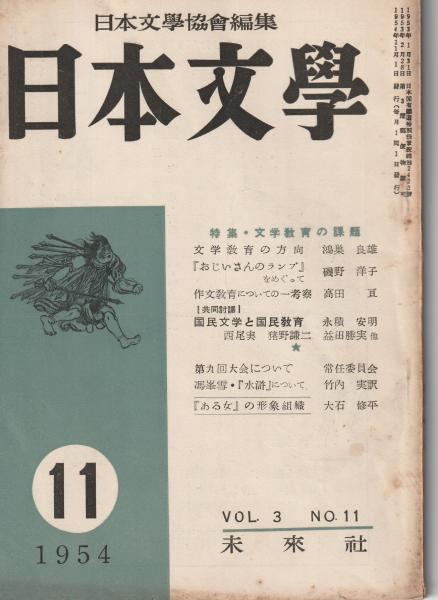 日本文學協會編集
日本文學
特集・文学敎育の課題
文学敎育の方向 鴻巣良雄
『おじいさんのランプ』をめぐって 磯野洋子
作文敎育についての一考察 高田亘
〔共同討議〕
国民文学と国民敎育 永積安明
西尾実 猪野謙二 益田勝実 他
★
第九回大会について 常任委員会
馮峯雪・『水滸』について 竹内実訳
『ある女』の形象組織 大石修平
11
1954
VOL. 3 NO. 11
未來社